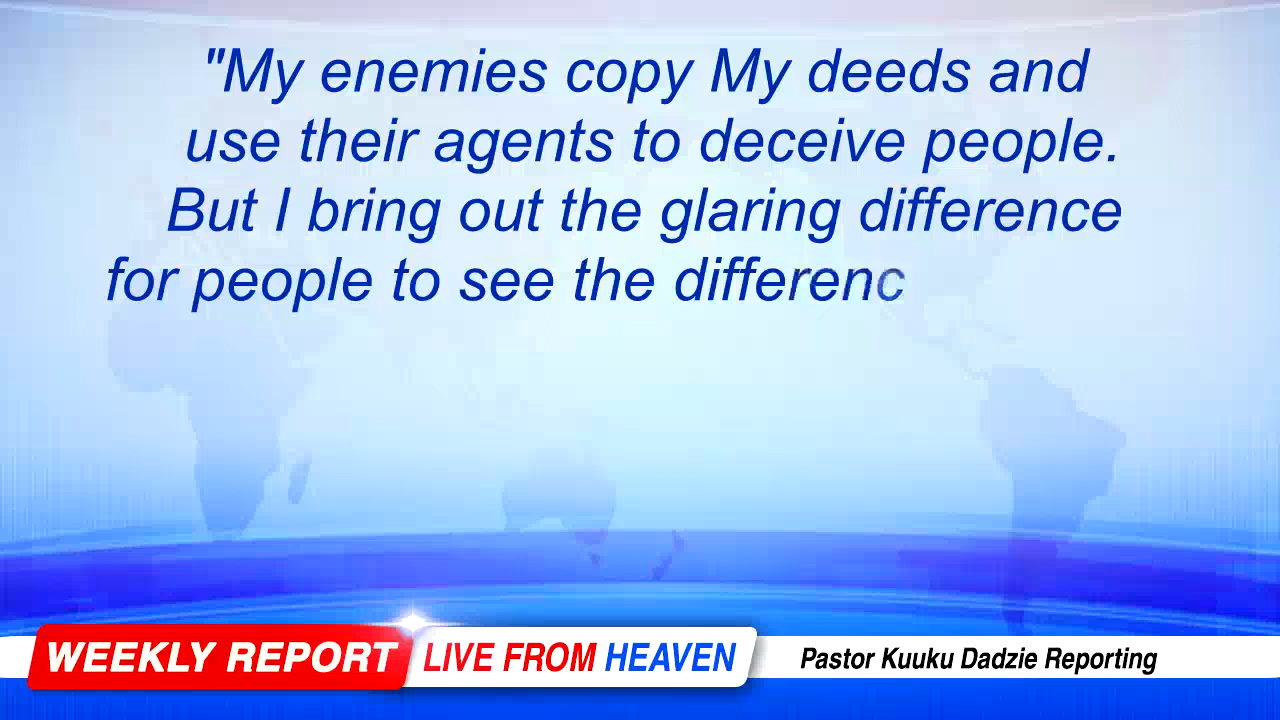 "My enemies copy My deeds and
use their agents to deceive people.
But I bring out the glaring difference
for people to see the differenc
WEEKLY REPORT LIVE FROM HEAVEN Pastor Kuuku Dadzie Reporting